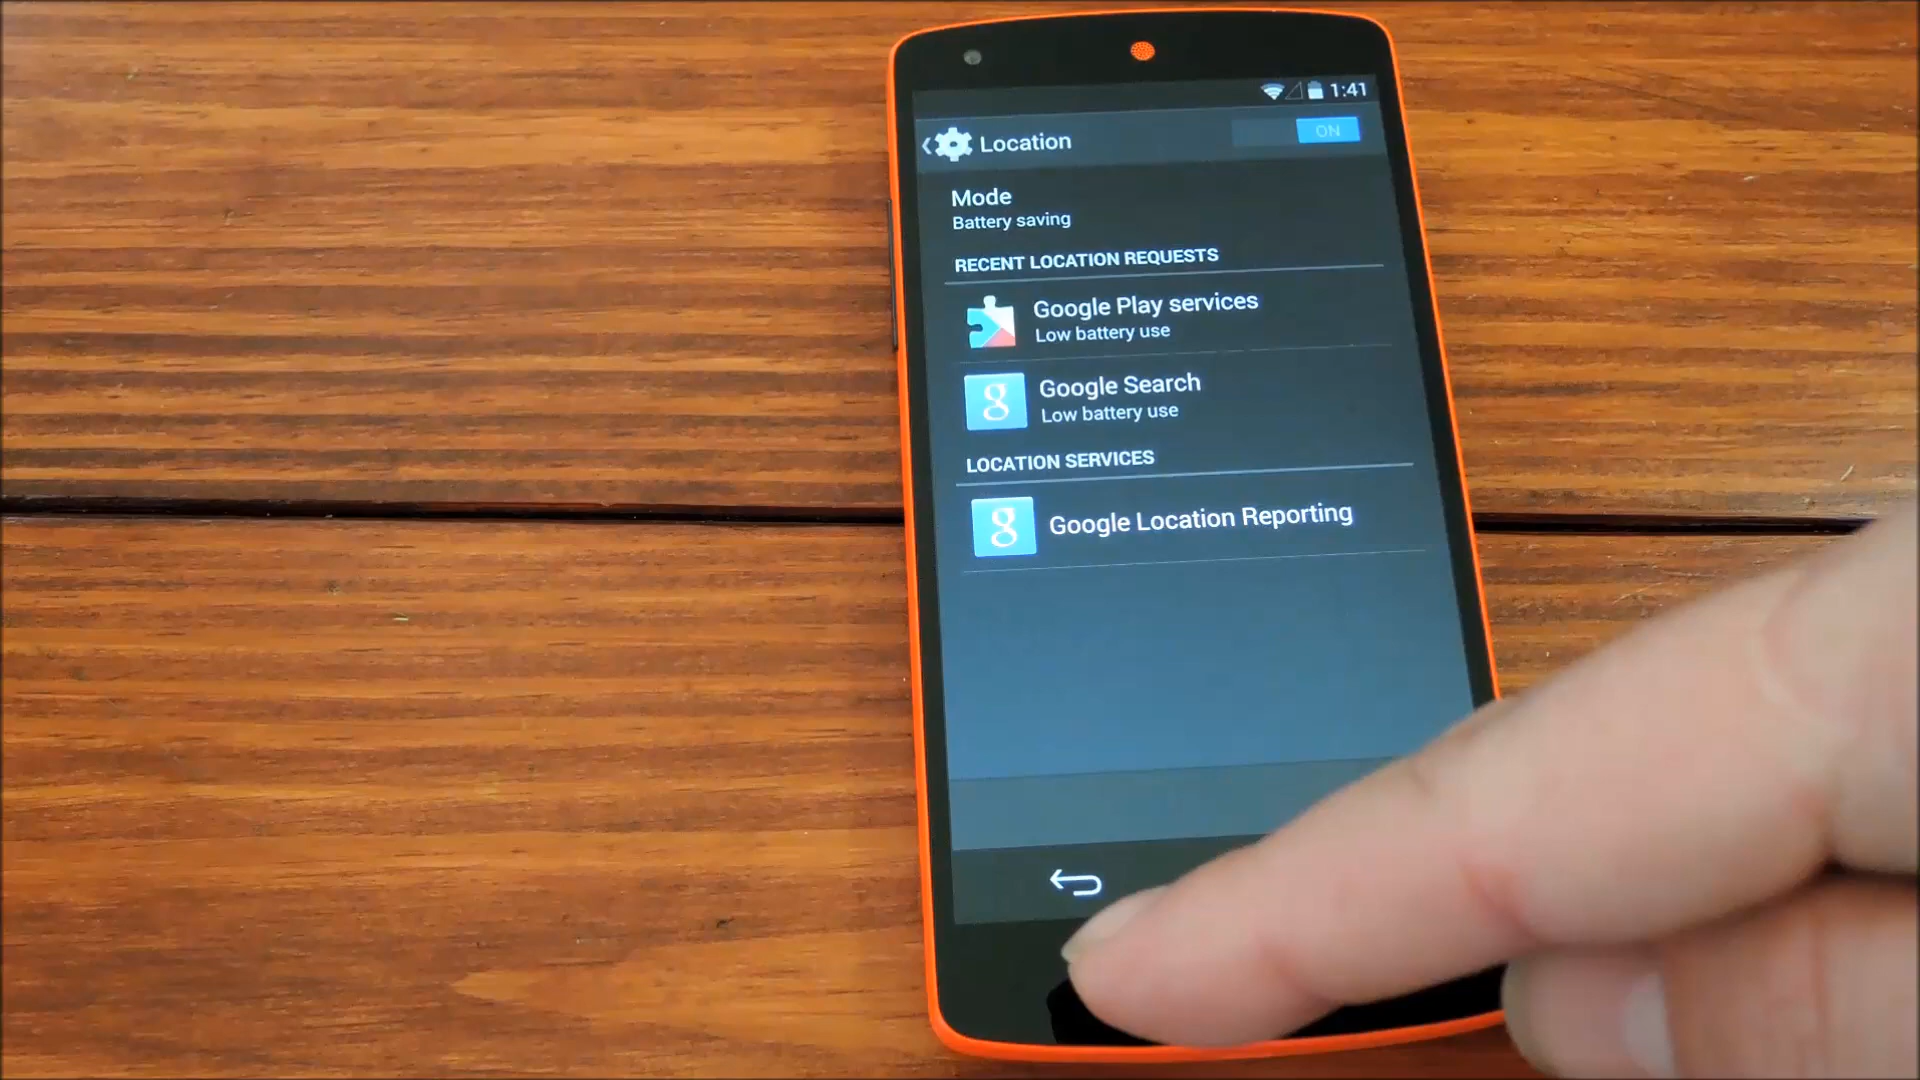 1:41
Location
ON
Mode
Battery saving
RECENT LOCATION REQUESTS
Google Play services
Low battery use
g
Google Search
Low battery use
LOCATION SERVICES
g
Google Location Reporting